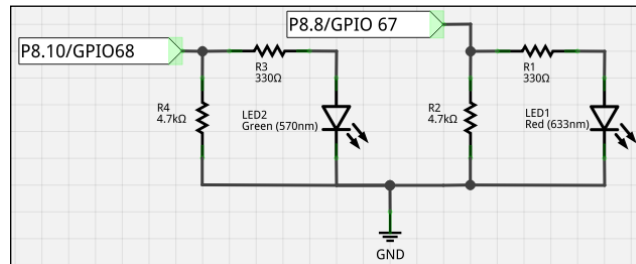 P8.8/GPIO 67
P8.10/GPIO68
R3
330Ω
R1
330Ω
R4
4.7kΩ
LED2
Green (570nm)
R2
4.7kΩ
LED1
Red (633nm)
GND